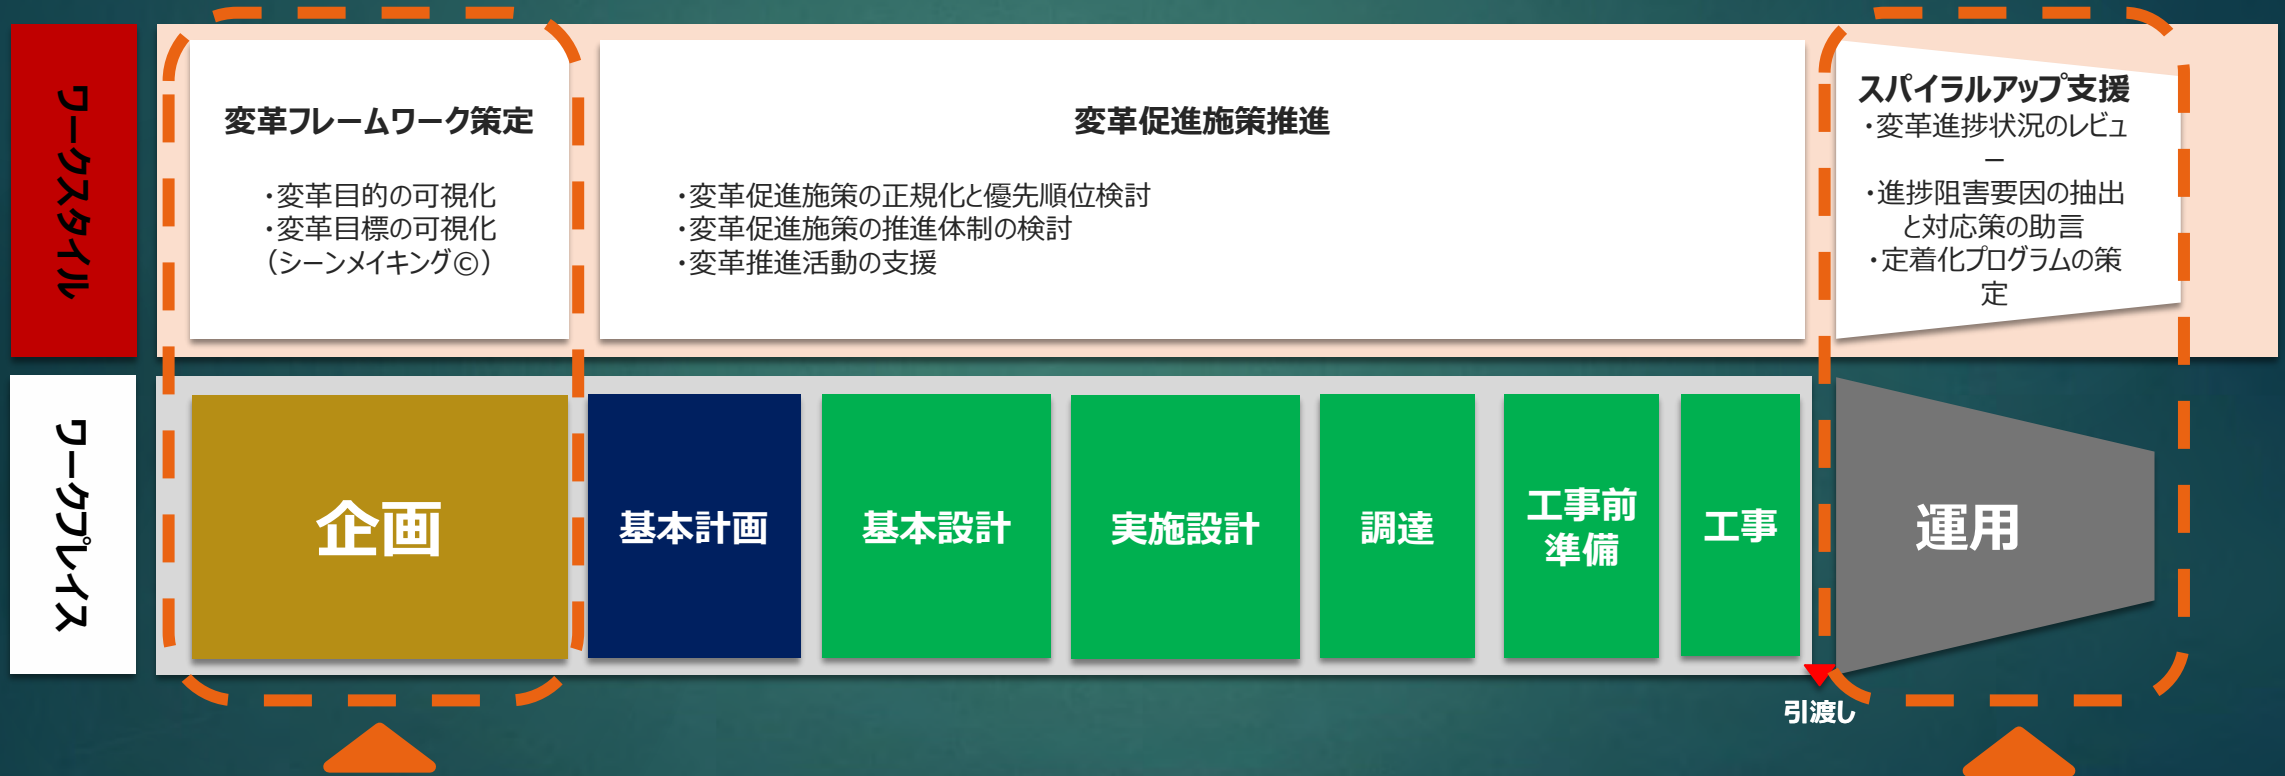 ワークスタイル
変革フレームワーク策定
・変革目的の可視化
・変革目標の可視化
（シーンメイキング©）
変革促進施策推進
・変革促進施策の正規化と優先順位検討
・変革促進施策の推進体制の検討
・変革推進活動の支援
スパイラルアップ支援
・変革進捗状況のレビュ
ー
・進捗阻害要因の抽出
と対応策の助言
・定着化プログラムの策
定
ワークプレイス
企画
基本計画
基本設計
実施設計
調達
工事前
準備
工事
運用
引渡し